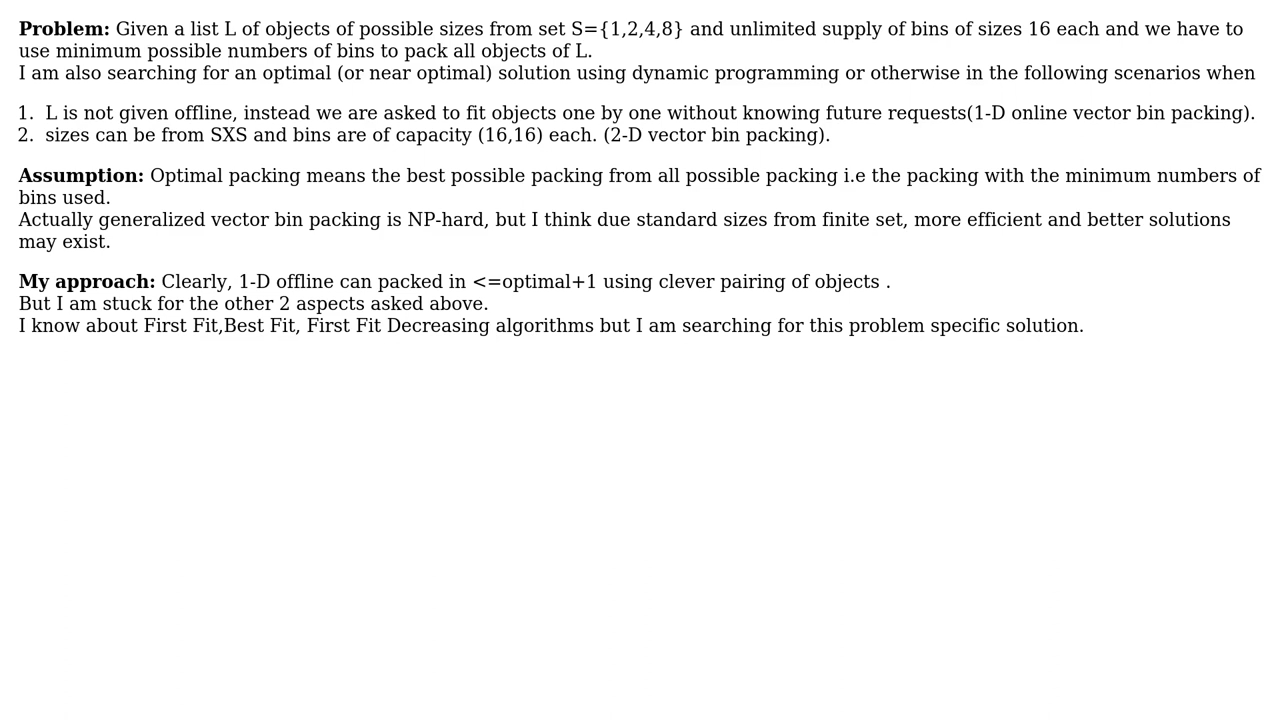 Problem: Given a list L of objects of possible sizes from set S={1,2,4,8} and unlimited supply of bins of sizes 16 each and we have to
use minimum possible numbers of bins to pack all objects of L.
I am also searching for an optimal (or near optimal) solution using dynamic programming or otherwise in the following scenarios when
1. L is not given offline, instead we are asked to fit objects one by one without knowing future requests(1-D online vector bin packing).
2. sizes can be from SXS and bins are of capacity (16,16) each. (2-D vector bin packing).
Assumption: Optimal packing means the best possible packing from all possible packing i.e the packing with the minimum numbers of
bins used.
Actually generalized vector bin packing is NP-hard, but I think due standard sizes from finite set, more efficient and better solutions
may exist.
My approach: Clearly, 1-D offline can packed in <=optimal+1 using clever pairing of objects .
But I am stuck for the other 2 aspects asked above.
I know about First Fit,Best Fit, First Fit Decreasing algorithms but I am searching for this problem specific solution.